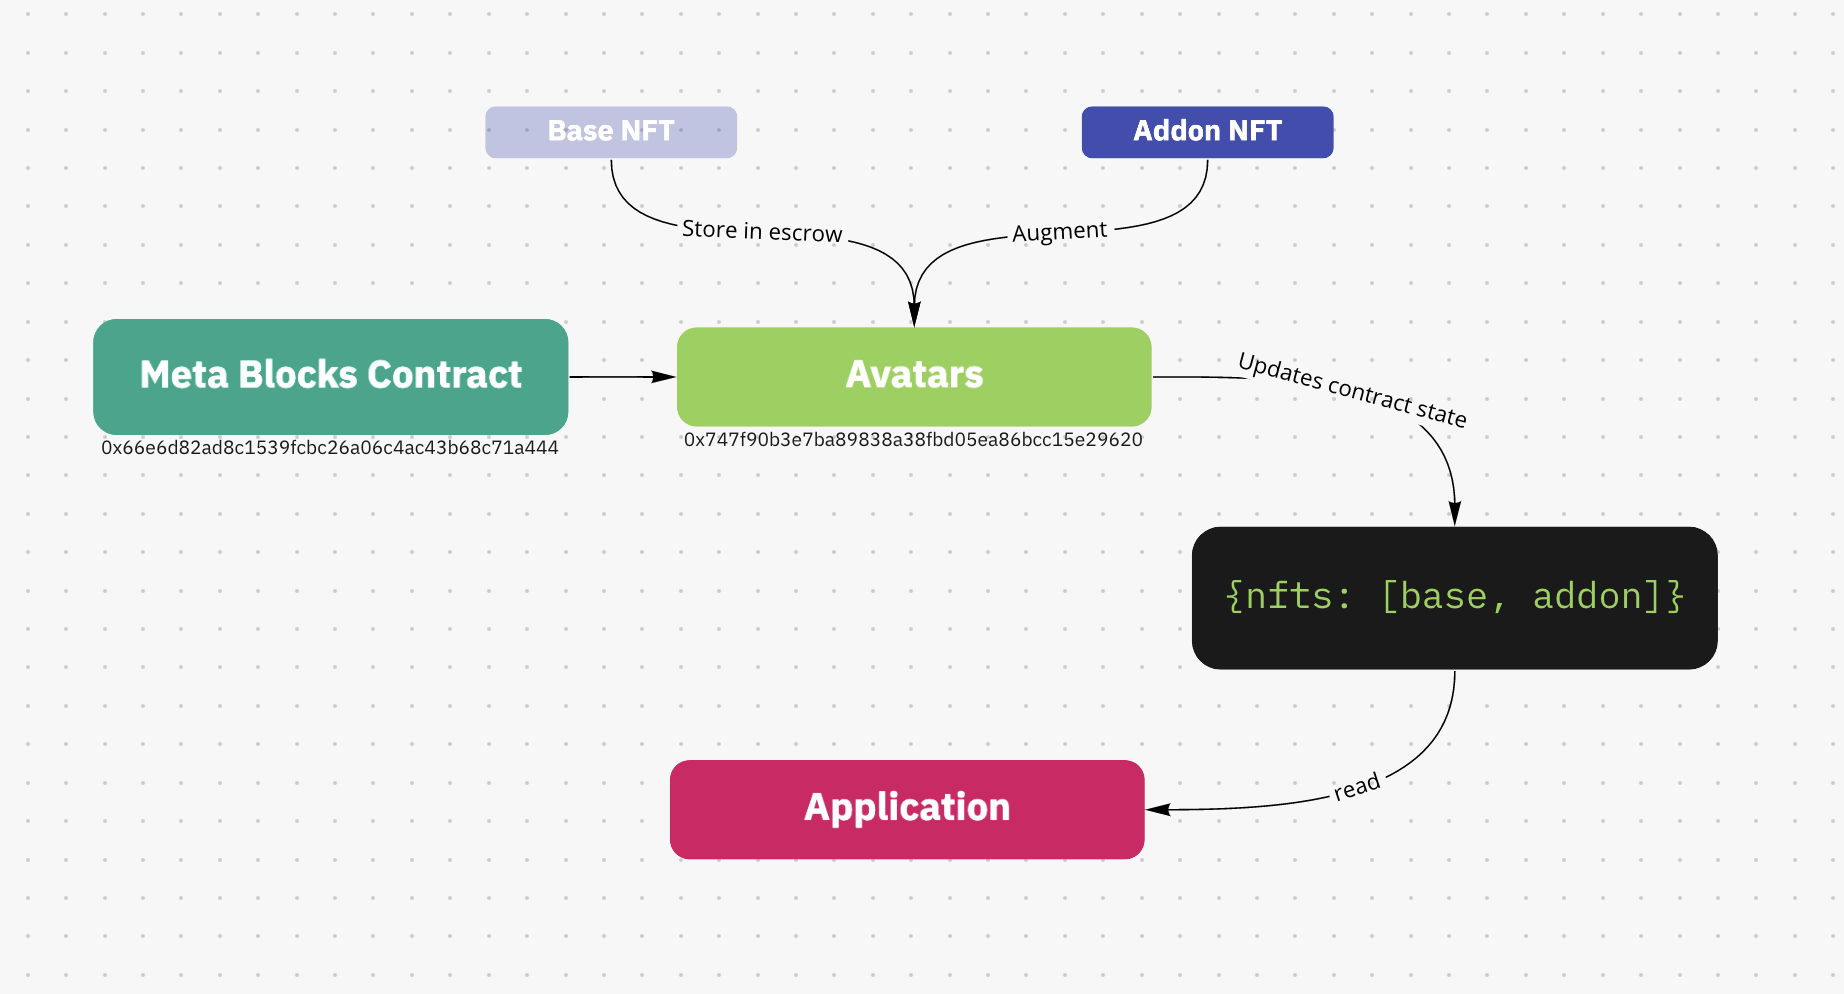 Base NFT
Addon NFT
Store in escrow
Augment
Meta Blocks Contract
0x66e6d82ad8c1539fcbc26a06c4ac43b68c71a444
Avatars
0x747f90b3e7ba89838a38fbd05ea86bcc15e29620
Updates contract state
{nfts: [base, addon]}
read
Application